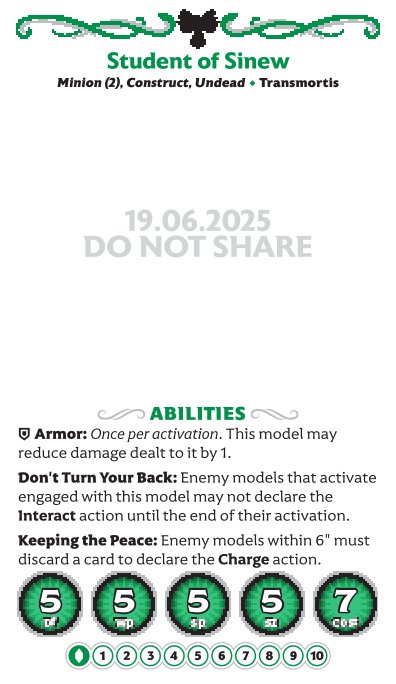 Student of Sinew
Minion (2), Construct, Undead • Transmortis
19.06.2025
DO NOT SHARE
ABILITIES
Armor: Once per activation. This model may
reduce damage dealt to it by 1.
Don't Turn Your Back: Enemy models that activate
engaged with this model may not declare the
Interact action until the end of their activation.
Keeping the Peace: Enemy models within 6" must
discard a card to declare the Charge action.
5 5 5 5 7
Df Wp Sp Sz Cost
1 2 3 4 5 6 7 8 9 10